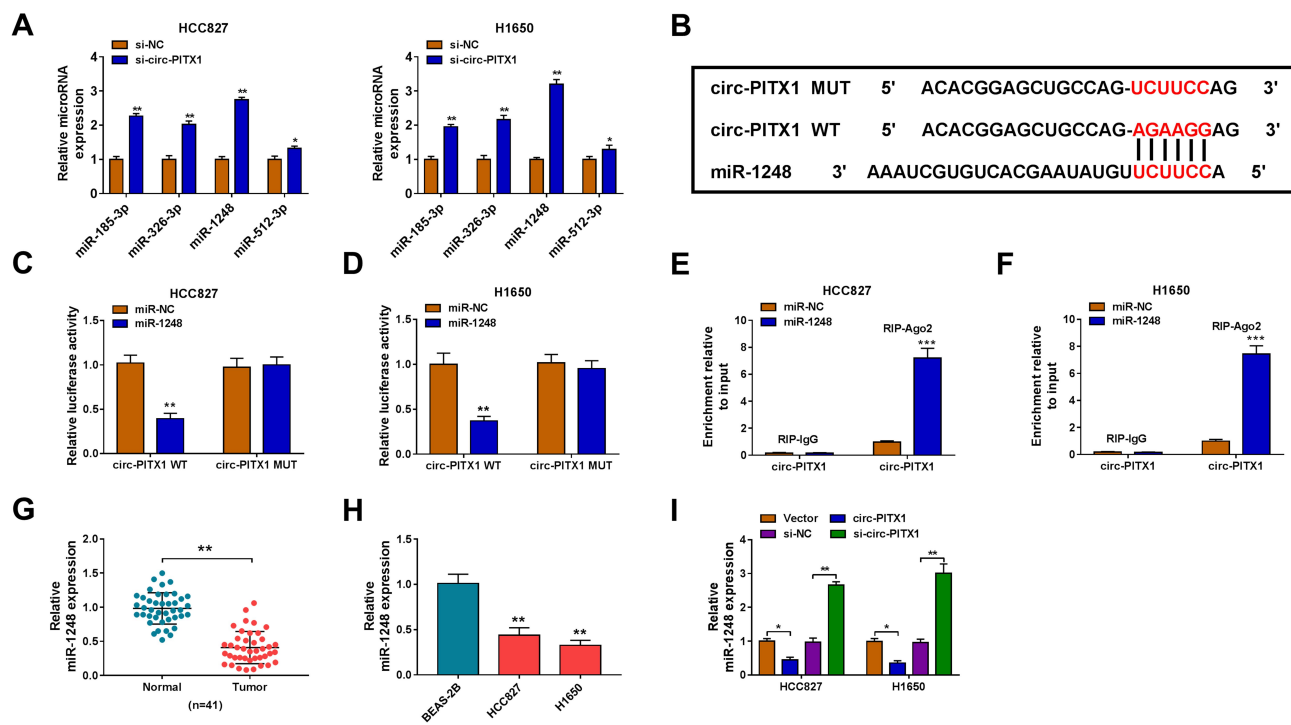 A
HCC827
si-NC
si-circ-PITX1
Relative microRNA
expression
4
3
2
1
0
**
**
**
*
miR-185-3p
miR-326-3p
miR-1248
miR-512-3p
H1650
si-NC
si-circ-PITX1
Relative microRNA
expression
4
3
2
1
0
**
**
**
*
miR-185-3p
miR-326-3p
miR-1248
miR-512-3p
B
circ-PITX1 MUT 5' ACACGGAGCUGCCAG-UCUUCCAG 3'
circ-PITX1 WT 5' ACACGGAGCUGCCAG-AGAAGGAG 3'
miR-1248 3' AAAUCGUGUCACGAAUAUGUUCUUCCA 5'
C
HCC827
miR-NC
miR-1248
Relative luciferase activity
1.5
1.0
0.5
0.0
**
circ-PITX1 WT
circ-PITX1 MUT
D
H1650
miR-NC
miR-1248
Relative luciferase activity
1.5
1.0
0.5
0.0
**
circ-PITX1 WT
circ-PITX1 MUT
E
HCC827
miR-NC
miR-1248
Enrichment relative
to input
10
8
6
4
2
0
RIP-IgG
RIP-Ago2
***
circ-PITX1
circ-PITX1
F
H1650
miR-NC
miR-1248
Enrichment relative
to input
10
8
6
4
2
0
RIP-IgG
RIP-Ago2
***
circ-PITX1
circ-PITX1
G
Relative
miR-1248 expression
2.0
1.5
1.0
0.5
0.0
**
Normal
Tumor
(n=41)
H
Relative
miR-1248 expression
1.5
1.0
0.5
0.0
**
**
BEAS-2B
HCC827
H1650
I
Vector
circ-PITX1
si-NC
si-circ-PITX1
Relative
miR-1248 expression
4
3
2
1
0
*
**
*
**
HCC827
H1650